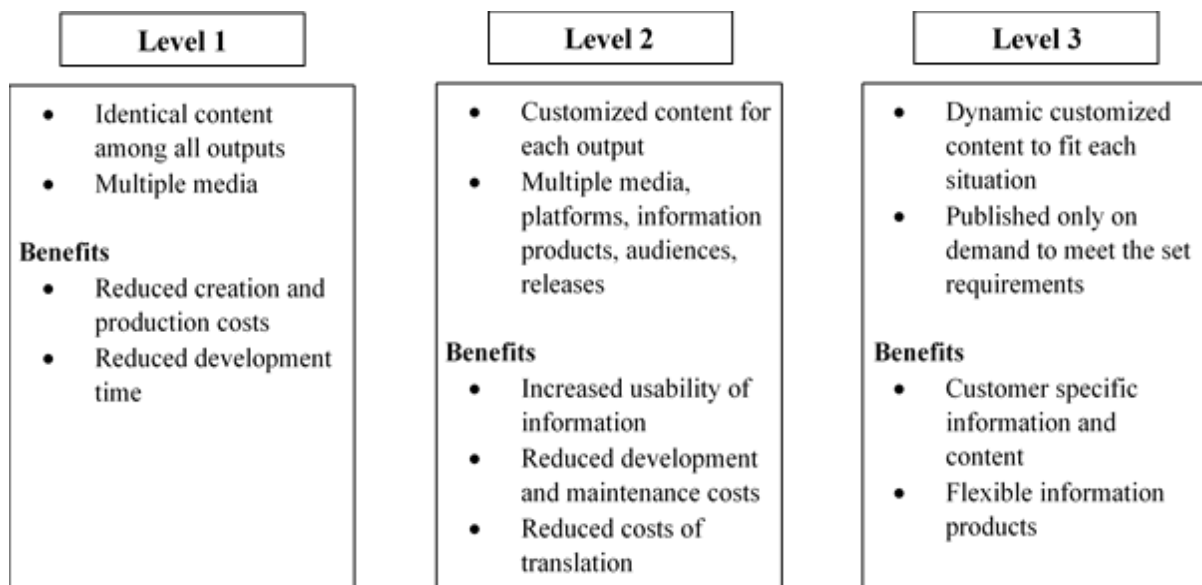 Level 1
• Identical content
among all outputs
• Multiple media
Benefits
• Reduced creation and
production costs
• Reduced development
time
Level 2
• Customized content for
each output
• Multiple media,
platforms, information
products, audiences,
releases
Benefits
• Increased usability of
information
• Reduced development
and maintenance costs
• Reduced costs of
translation
Level 3
• Dynamic customized
content to fit each
situation
• Published only on
demand to meet the set
requirements
Benefits
• Customer specific
information and
content
• Flexible information
products